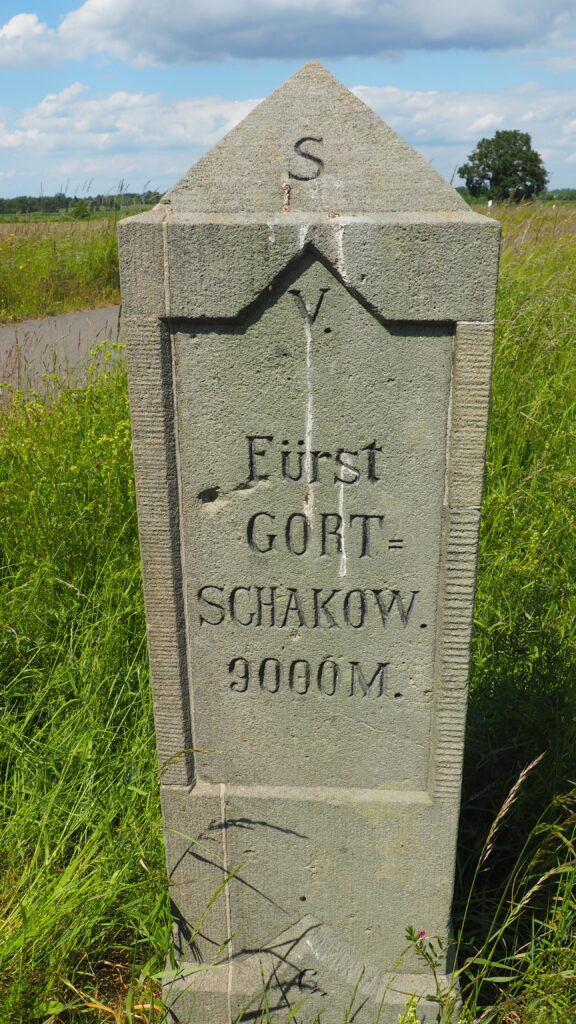 S
V.
Fürst
GORT=
SCHAKOW.
9000M.
G.